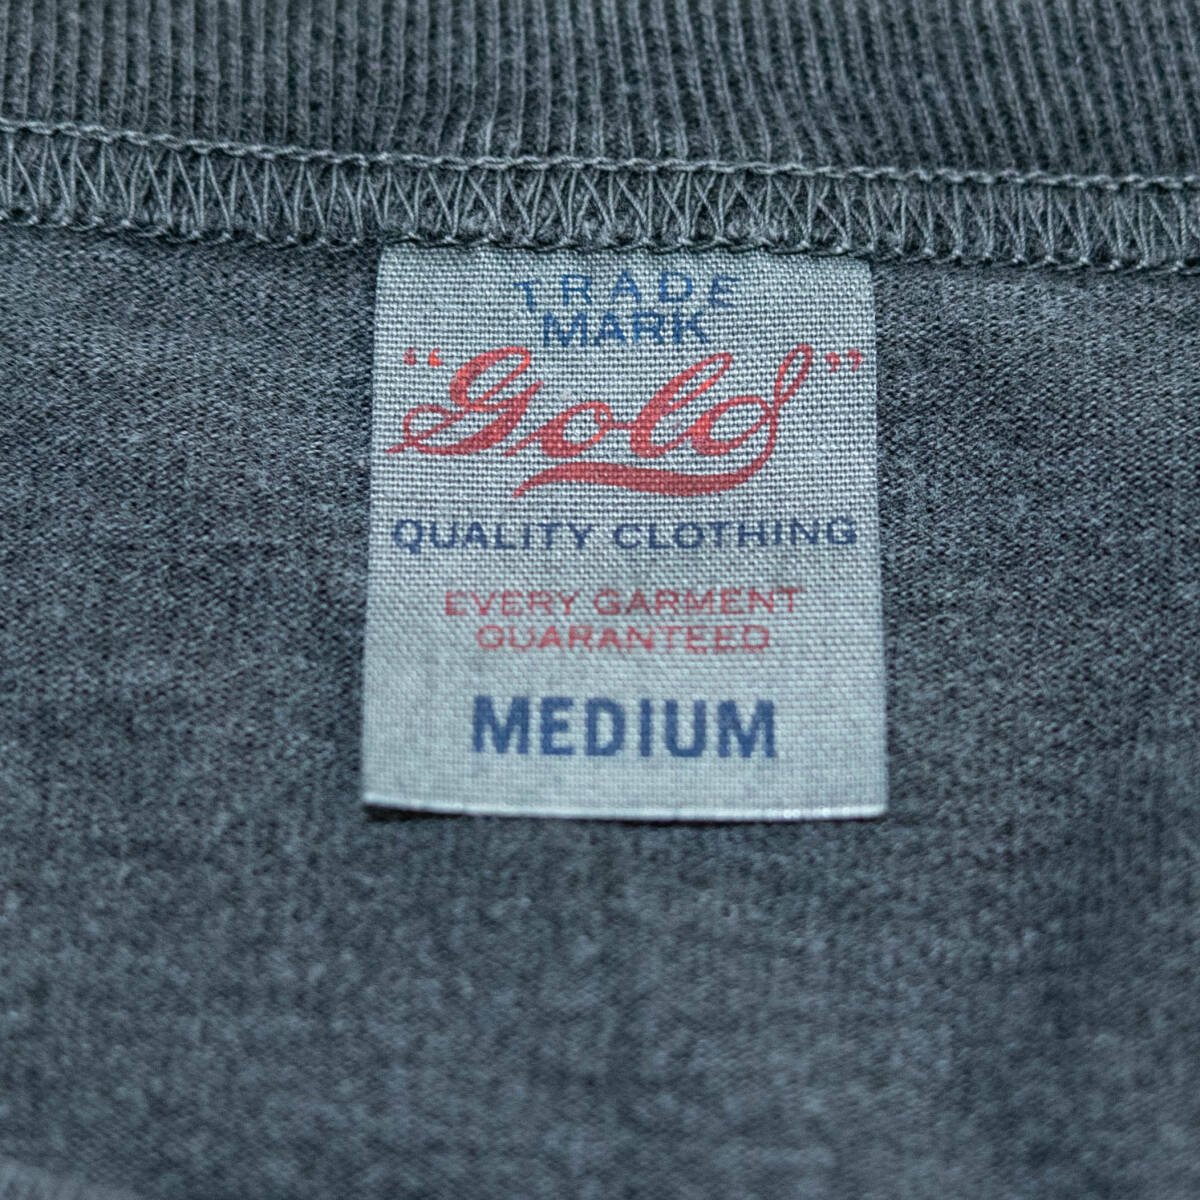 TRADE
MARK
“Gold”
QUALITY CLOTHING
EVERY GARMENT
GUARANTEED
MEDIUM